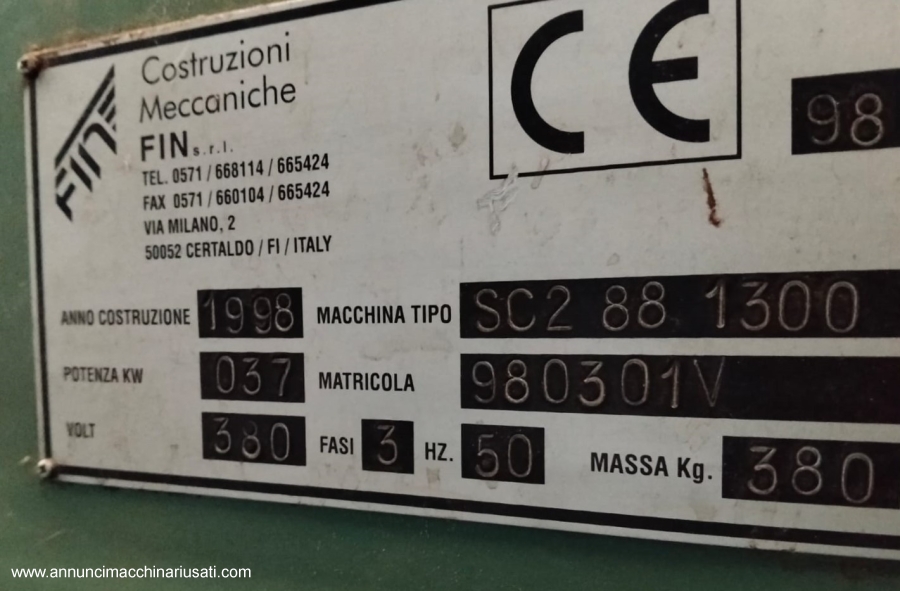 FIN
Costruzioni
Meccaniche
FIN s.r.l.
TEL. 0571 / 668114 / 665424
FAX 0571 / 660104 / 665424
VIA MILANO, 2
50052 CERTALDO / FI / ITALY
CE
98
ANNO COSTRUZIONE 1998 MACCHINA TIPO SC2 88 1300
POTENZA KW 037 MATRICOLA 980301V
VOLT 380 FASI 3 HZ. 50 MASSA Kg. 380
www.annuncimacchinariusati.com